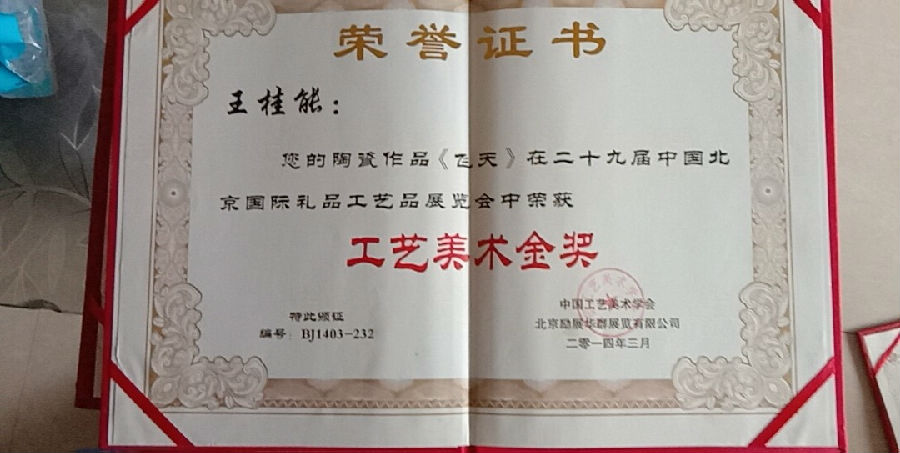 荣誉证书
王桂能：
您的陶瓷作品《飞天》在二十九届中国北
京国际礼品工艺品展览会中荣获
工艺美术金奖
特此颁证
编号：BJ1403-232
中国工艺美术学会
北京励展华群展览有限公司
二零一四年三月